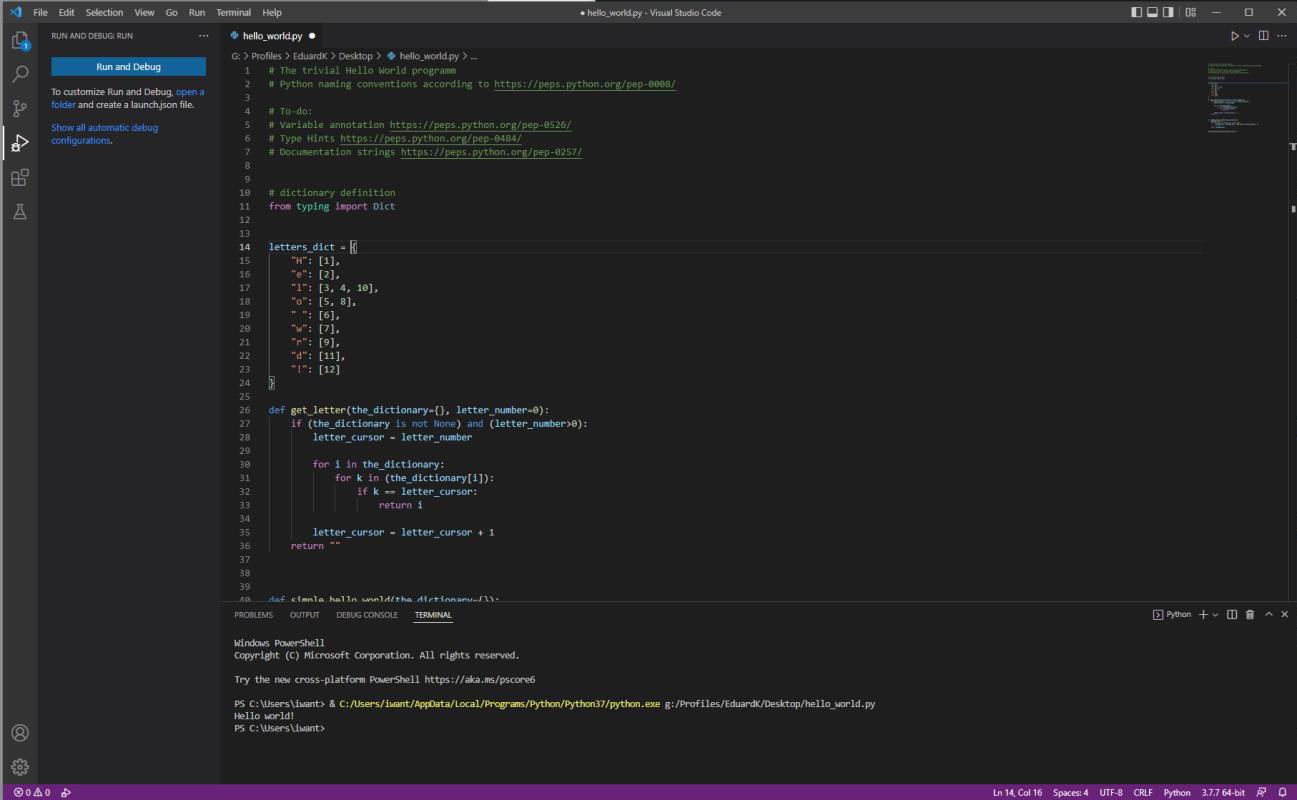 File Edit Selection View Go Run Terminal Help
● hello_world.py - Visual Studio Code
RUN AND DEBUG: RUN
1
Run and Debug
To customize Run and Debug, open a
folder and create a launch.json file.
Show all automatic debug
configurations.
hello_world.py ●
G: > Profiles > EduardK > Desktop > hello_world.py > ...
1 # The trivial Hello World programm
2 # Python naming conventions according to https://peps.python.org/pep-0008/
3
4 # To-do:
5 # Variable annotation https://peps.python.org/pep-0526/
6 # Type Hints https://peps.python.org/pep-0484/
7 # Documentation strings https://peps.python.org/pep-0257/
8
9
10 # dictionary definition
11 from typing import Dict
12
13
14 letters_dict = {
15     "H": [1],
16     "e": [2],
17     "l": [3, 4, 10],
18     "o": [5, 8],
19     " ": [6],
20     "w": [7],
21     "r": [9],
22     "d": [11],
23     "!": [12]
24 }
25
26 def get_letter(the_dictionary={}, letter_number=0):
27     if (the_dictionary is not None) and (letter_number>0):
28         letter_cursor = letter_number
29
30         for i in the_dictionary:
31             for k in (the_dictionary[i]):
32                 if k == letter_cursor:
33                     return i
34
35         letter_cursor = letter_cursor + 1
36     return ""
37
38
39
40 def simple_hello_world(the_dictionary={}):
PROBLEMS OUTPUT DEBUG CONSOLE TERMINAL
Python
Windows PowerShell
Copyright (C) Microsoft Corporation. All rights reserved.
Try the new cross-platform PowerShell https://aka.ms/pscore6
PS C:\Users\iwant> & C:/Users/iwant/AppData/Local/Programs/Python/Python37/python.exe g:/Profiles/EduardK/Desktop/hello_world.py
Hello world!
PS C:\Users\iwant>
0 0
Ln 14, Col 16 Spaces: 4 UTF-8 CRLF Python 3.7.7 64-bit